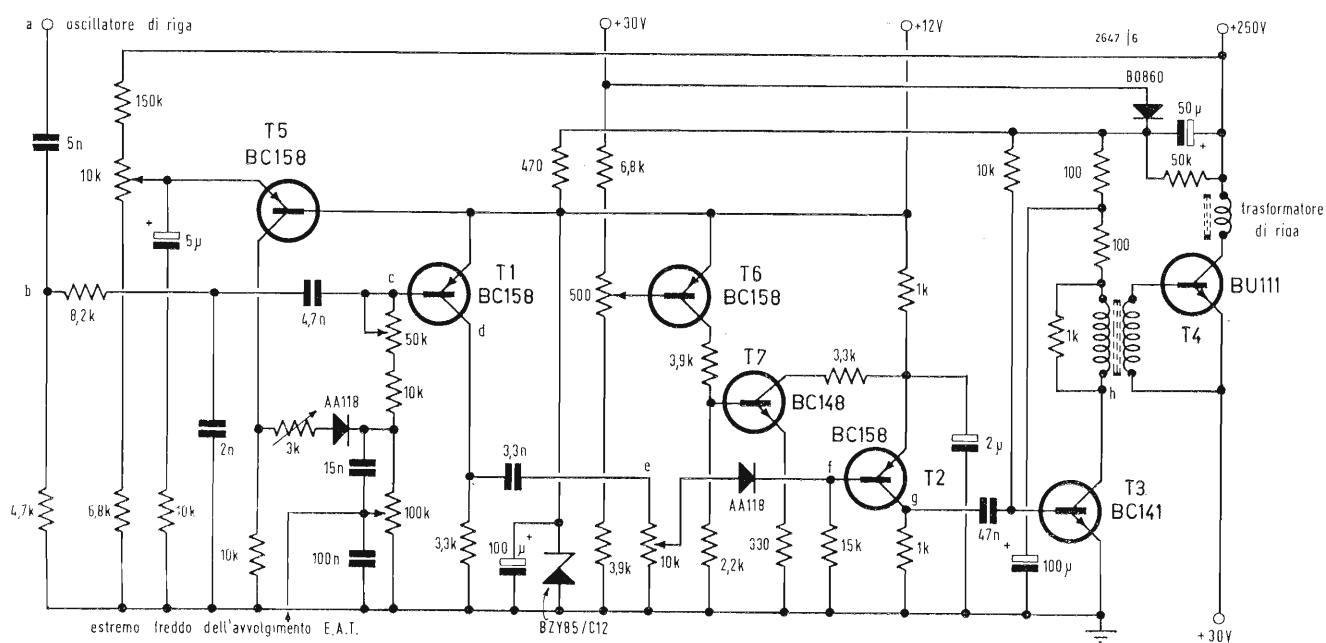 a oscillatore di riga
+30V
+12V
2647/6
+250V
B0860
150k
5n
T5
BC158
470
6,8k
10k
100
50µ
+
50k
10k
+
5µ
trasformatore
di riga
b
8,2k
4,7n
c
T1
BC158
d
50k
500
T6
BC158
1k
100
BU111
T4
1k
10k
3,9k
T7
3,3k
BC148
h
2n
3k
AA118
15n
3,3n
e
BC158
T2
f
g
2µ
AA118
T3
BC141
4,7k
6,8k
10k
10k
100k
100n
3,3k
100µ
+
3,9k
10k
2,2k
330
15k
1k
47n
+
100µ
estremo freddo dell'avvolgimento E.A.T.
BZY85/C12
+30V